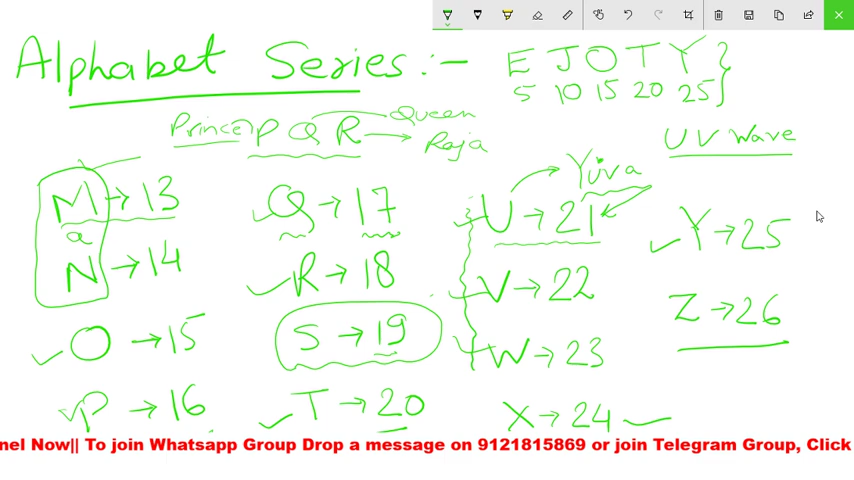 Alphabet Series :-
E J O T Y }
5 10 15 20 25
Prince P Q R Queen
Raja
UV Wave
Yuva
M → 13
a
N → 14
O → 15
P → 16
Q → 17
R → 18
S → 19
T → 20
U → 21
V → 22
W → 23
X → 24
Y → 25
Z → 26
nel Now|| To join Whatsapp Group Drop a message on 9121815869 or join Telegram Group, Click